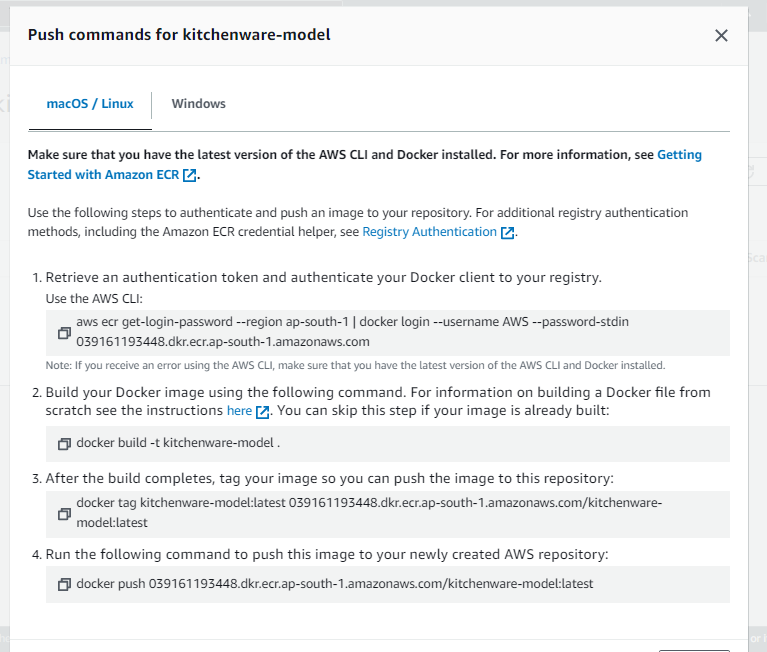 Push commands for kitchenware-model
macOS / Linux
Windows
Make sure that you have the latest version of the AWS CLI and Docker installed. For more information, see Getting
Started with Amazon ECR.
Use the following steps to authenticate and push an image to your repository. For additional registry authentication
methods, including the Amazon ECR credential helper, see Registry Authentication.
1. Retrieve an authentication token and authenticate your Docker client to your registry.
Use the AWS CLI:
aws ecr get-login-password --region ap-south-1 | docker login --username AWS --password-stdin
039161193448.dkr.ecr.ap-south-1.amazonaws.com
Note: If you receive an error using the AWS CLI, make sure that you have the latest version of the AWS CLI and Docker installed.
2. Build your Docker image using the following command. For information on building a Docker file from
scratch see the instructions here. You can skip this step if your image is already built:
docker build -t kitchenware-model .
3. After the build completes, tag your image so you can push the image to this repository:
docker tag kitchenware-model:latest 039161193448.dkr.ecr.ap-south-1.amazonaws.com/kitchenware-
model:latest
4. Run the following command to push this image to your newly created AWS repository:
docker push 039161193448.dkr.ecr.ap-south-1.amazonaws.com/kitchenware-model:latest